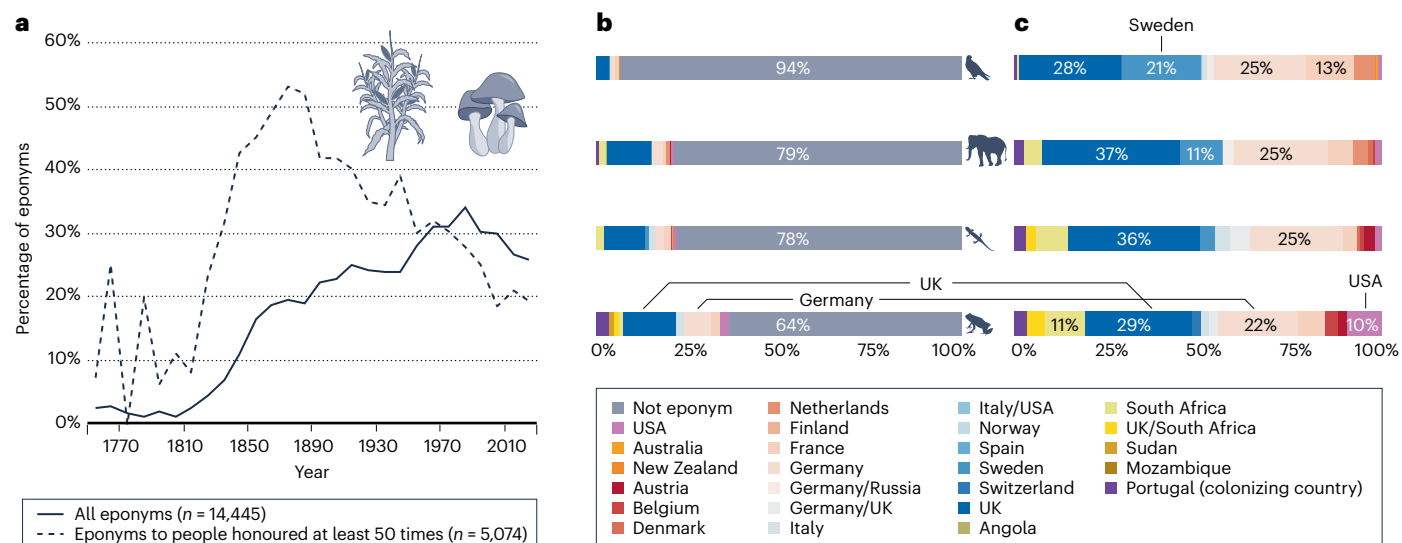 a
60%
50%
40%
30%
20%
10%
0%
Percentage of eponyms
1770 1810 1850 1890 1930 1970 2010
Year
All eponyms (n = 14,445)
Eponyms to people honoured at least 50 times (n = 5,074)
b
94%
79%
78%
UK
Germany
64%
0% 25% 50% 75% 100%
c
Sweden
28% 21% 25% 13%
37% 11% 25%
36% 25%
USA
11% 29% 22% 10%
0% 25% 50% 75% 100%
Not eponym
USA
Australia
New Zealand
Austria
Belgium
Denmark
Netherlands
Finland
France
Germany
Germany/Russia
Germany/UK
Italy
Italy/USA
Norway
Spain
Sweden
Switzerland
UK
Angola
South Africa
UK/South Africa
Sudan
Mozambique
Portugal (colonizing country)